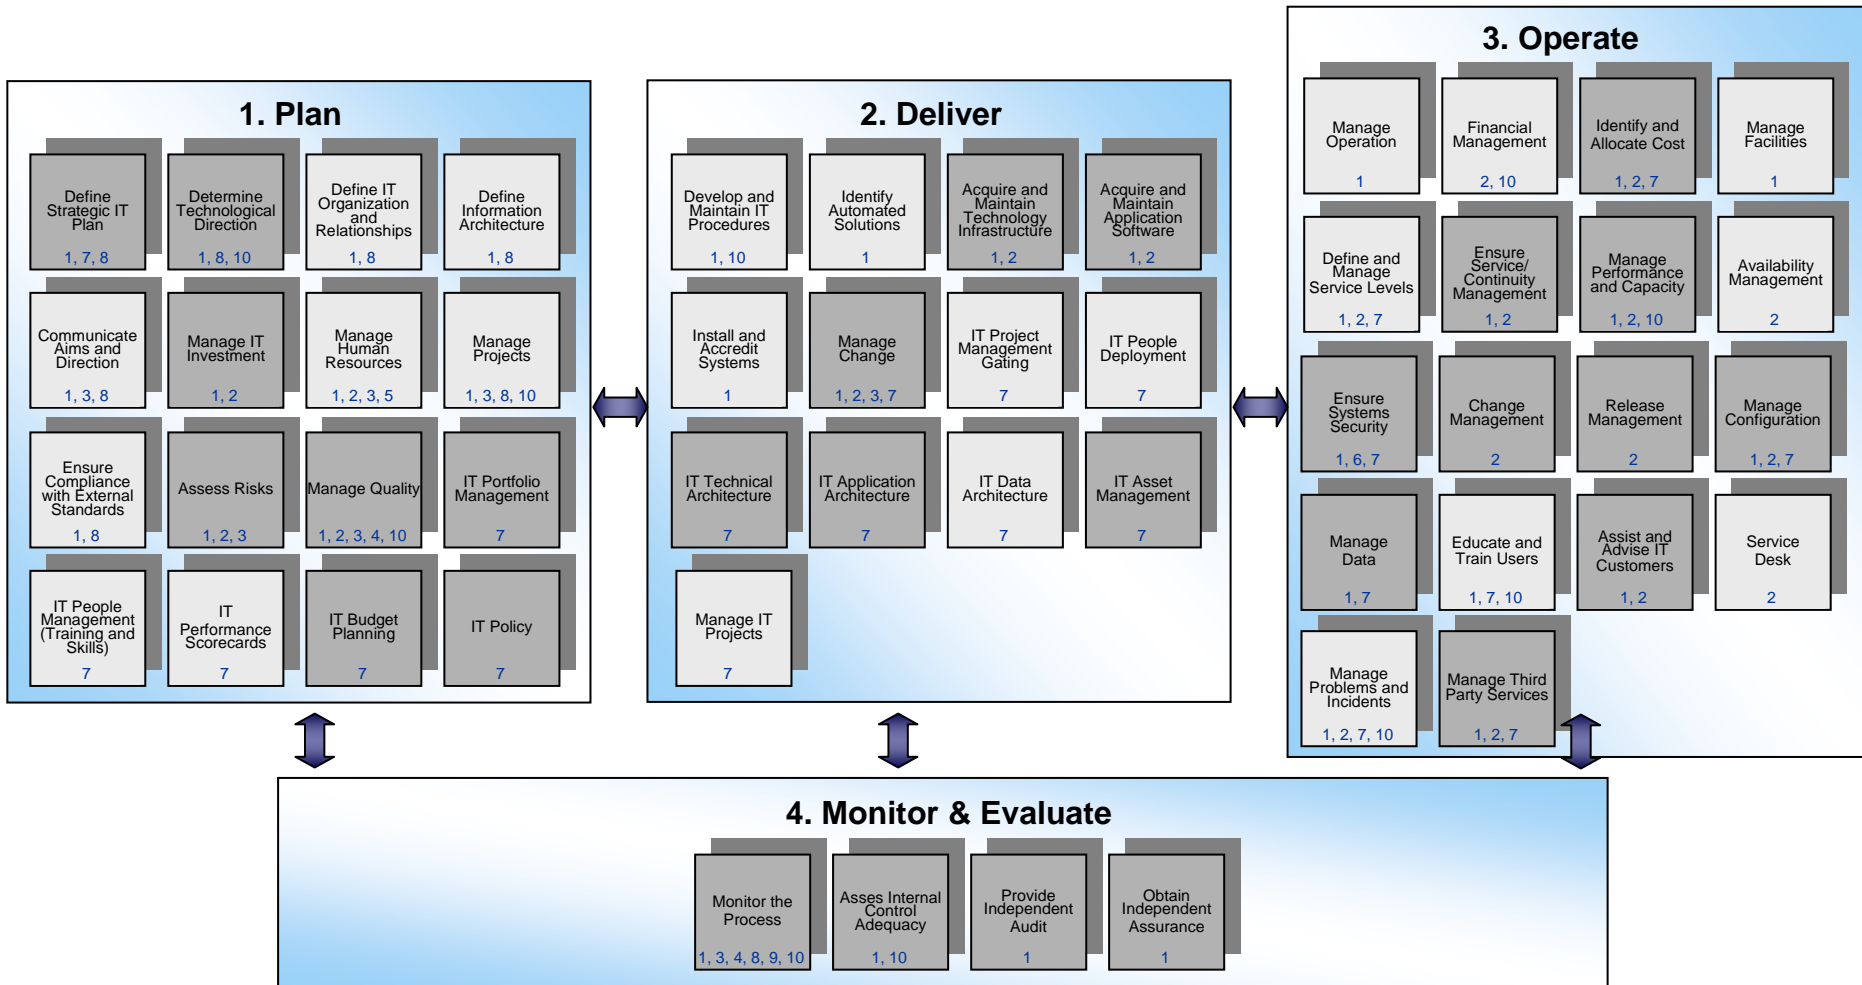 1. Plan
Define
Strategic IT
Plan
1, 7, 8
Determine
Technological
Direction
1, 8, 10
Define IT
Organization
and
Relationships
1, 8
Define
Information
Architecture
1, 8
Communicate
Aims and
Direction
1, 3, 8
Manage IT
Investment
1, 2
Manage
Human
Resources
1, 2, 3, 5
Manage
Projects
1, 3, 8, 10
Ensure
Compliance
with External
Standards
1, 8
Assess Risks
1, 2, 3
Manage Quality
1, 2, 3, 4, 10
IT Portfolio
Management
7
IT People
Management
(Training and
Skills)
7
IT
Performance
Scorecards
7
IT Budget
Planning
7
IT Policy
7
2. Deliver
Develop and
Maintain IT
Procedures
1, 10
Identify
Automated
Solutions
1
Acquire and
Maintain
Technology
Infrastructure
1, 2
Acquire and
Maintain
Application
Software
1, 2
Install and
Accredit
Systems
1
Manage
Change
1, 2, 3, 7
IT Project
Management
Gating
7
IT People
Deployment
7
IT Technical
Architecture
7
IT Application
Architecture
7
IT Data
Architecture
7
IT Asset
Management
7
Manage IT
Projects
7
3. Operate
Manage
Operation
1
Financial
Management
2, 10
Identify and
Allocate Cost
1, 2, 7
Manage
Facilities
1
Define and
Manage
Service Levels
1, 2, 7
Ensure
Service/
Continuity
Management
1, 2
Manage
Performance
and Capacity
1, 2, 10
Availability
Management
2
Ensure
Systems
Security
1, 6, 7
Change
Management
2
Release
Management
2
Manage
Configuration
1, 2, 7
Manage
Data
1, 7
Educate and
Train Users
1, 7, 10
Assist and
Advise IT
Customers
1, 2
Service
Desk
2
Manage
Problems and
Incidents
1, 2, 7, 10
Manage Third
Party Services
1, 2, 7
4. Monitor & Evaluate
Monitor the
Process
1, 3, 4, 8, 9, 10
Asses Internal
Control
Adequacy
1, 10
Provide
Independent
Audit
1
Obtain
Independent
Assurance
1